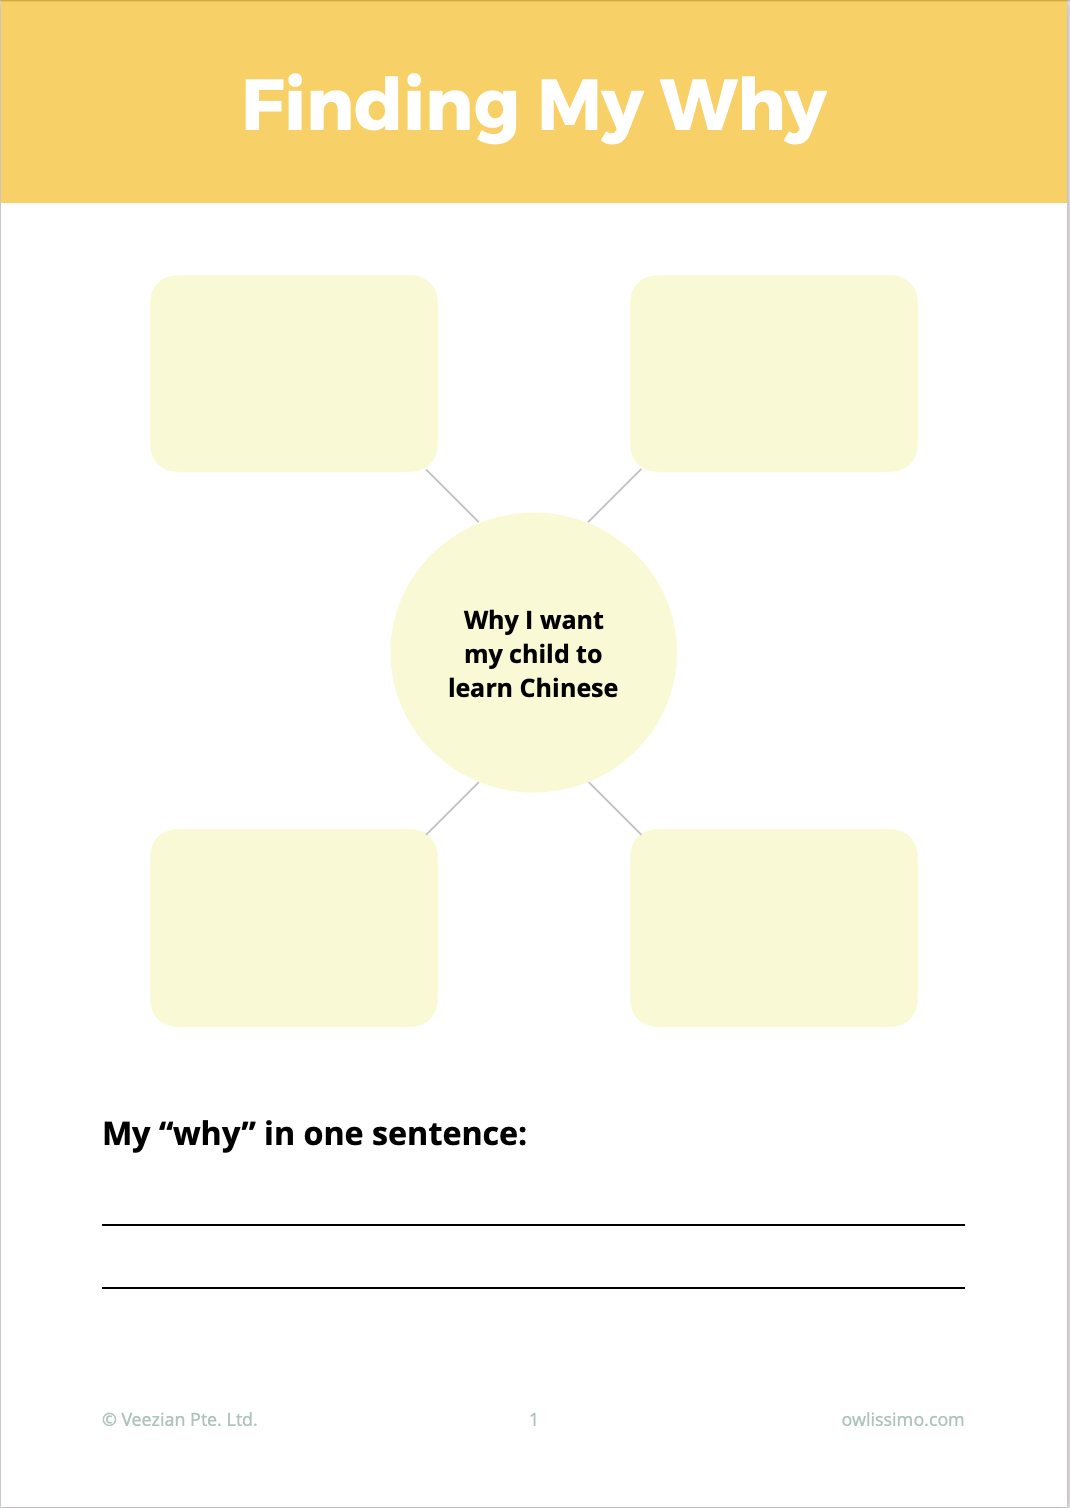 Finding My Why
Why I want
my child to
learn Chinese
My “why” in one sentence:
© Veezian Pte. Ltd.
1
owlissimo.com